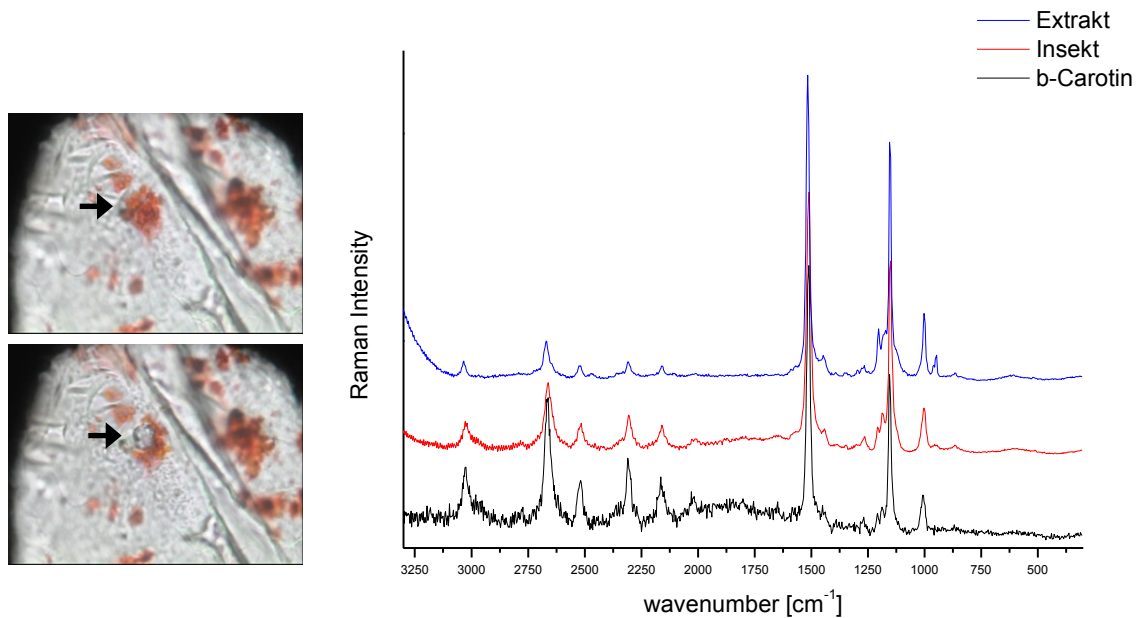 Extrakt
Insekt
b-Carotin
Raman Intensity
3250 3000 2750 2500 2250 2000 1750 1500 1250 1000 750 500
wavenumber [cm⁻¹]